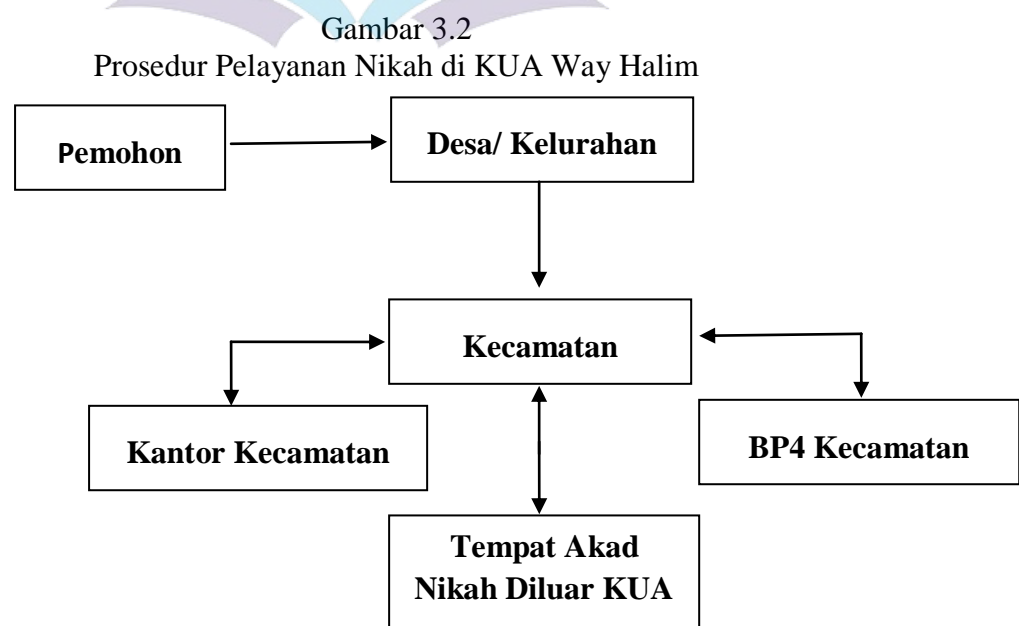 Gambar 3.2
Prosedur Pelayanan Nikah di KUA Way Halim
Pemohon
Desa/ Kelurahan
Kecamatan
Kantor Kecamatan
BP4 Kecamatan
Tempat Akad
Nikah Diluar KUA